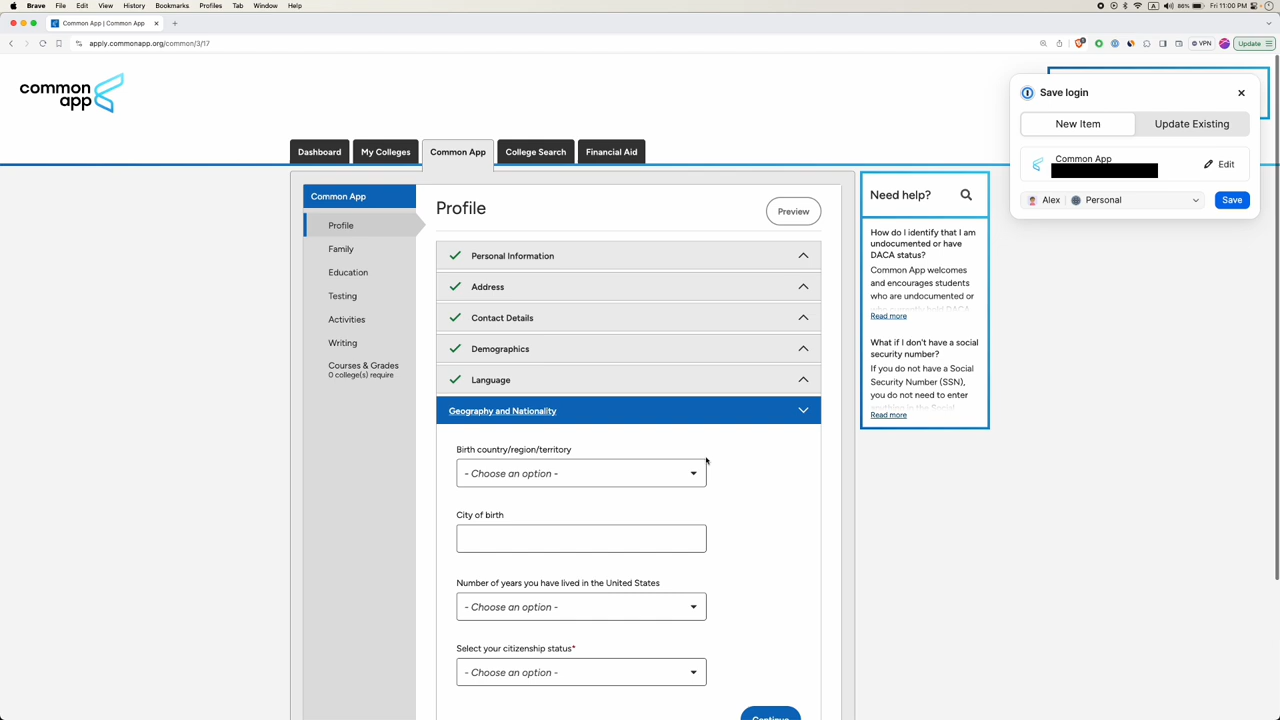 Brave File Edit View History Bookmarks Profiles Tab Window Help
A 86% Fri 11:00 PM
Common App | Common App
apply.commonapp.org/common/3/17
VPN Update
common
app
Save login
New Item Update Existing
Common App
Edit
Alex Personal Save
Dashboard My Colleges Common App College Search Financial Aid
Common App
Profile
Family
Education
Testing
Activities
Writing
Courses & Grades
0 college(s) require
Profile
Preview
Personal Information
Address
Contact Details
Demographics
Language
Geography and Nationality
Birth country/region/territory
- Choose an option -
City of birth
Number of years you have lived in the United States
- Choose an option -
Select your citizenship status*
- Choose an option -
Continue
Need help?
How do I identify that I am
undocumented or have
DACA status?
Common App welcomes
and encourages students
who are undocumented or
Read more
What if I don't have a social
security number?
If you do not have a Social
Security Number (SSN),
you do not need to enter
Read more